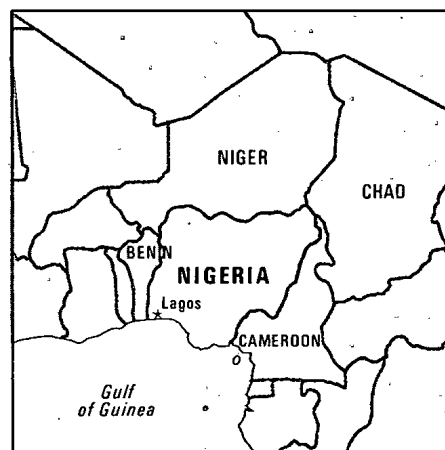 NIGER
CHAD
BENIN
NIGERIA
Lagos
CAMEROON
Gulf
of Guinea